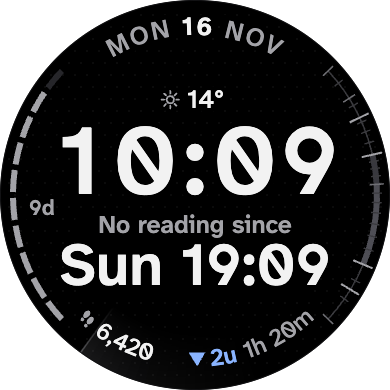 MON 16 NOV
14°
10:09
9d
No reading since
Sun 19:09
6,420
▼ 2u 1h 20m